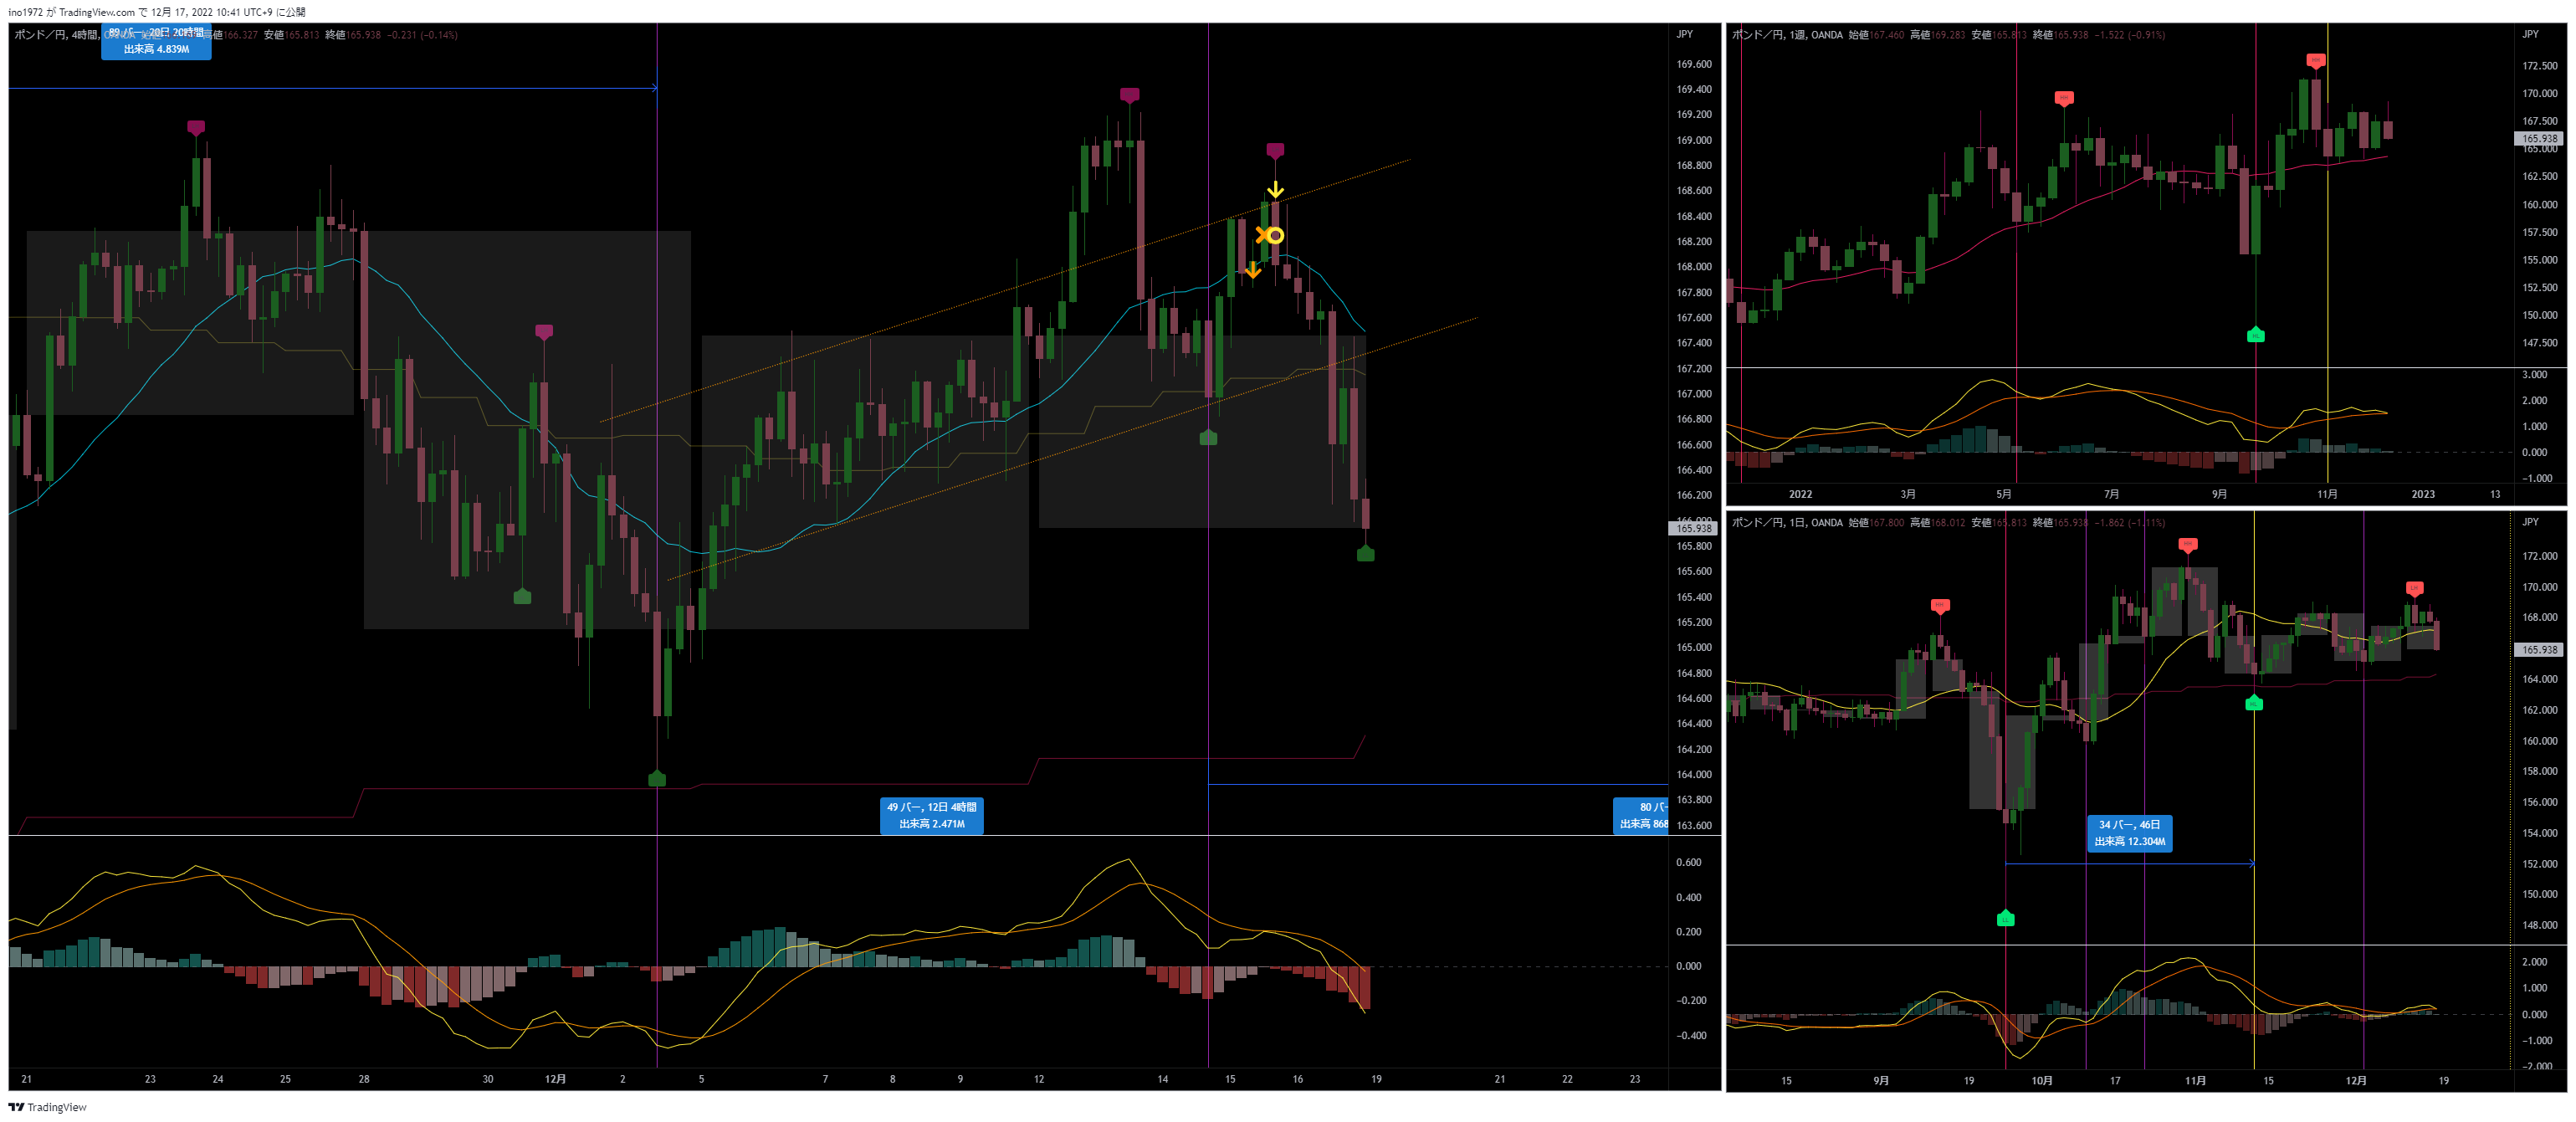 ino1972 が TradingView.com で 12月 17, 2022 10:41 UTC+9 に公開
ポンド／円, 4時間, 高値166.327 安値165.813 終値165.938 −0.231 (−0.14%)
89 バー, 20日 20時間
出来高 4.839M
JPY
169.600
169.400
169.200
169.000
168.800
168.600
168.400
168.200
168.000
167.800
167.600
167.400
167.200
167.000
166.800
166.600
166.400
166.200
166.000
165.938
165.800
165.600
165.400
165.200
165.000
164.800
164.600
164.400
164.200
164.000
163.800
163.600
49 バー, 12日 4時間
出来高 2.471M
80 バー
出来高 868
0.600
0.400
0.200
0.000
−0.200
−0.400
21 23 24 25 28 30 12月 2 5 7 8 9 12 14 15 16 19 21 22 23
ポンド／円, 1週, OANDA 始値167.460 高値169.283 安値165.813 終値165.938 −1.522 (−0.91%)
JPY
172.500
170.000
167.500
165.938
165.000
162.500
160.000
157.500
155.000
152.500
150.000
147.500
HH
HL
3.000
2.000
1.000
0.000
−1.000
2022 3月 5月 7月 9月 11月 2023 13
ポンド／円, 1日, OANDA 始値167.800 高値168.012 安値165.813 終値165.938 −1.862 (−1.11%)
JPY
172.000
170.000
168.000
165.938
164.000
162.000
160.000
158.000
156.000
154.000
152.000
150.000
148.000
HH
HH
LH
HL
LL
34 バー, 46日
出来高 12.304M
2.000
1.000
0.000
−1.000
−2.000
15 9月 19 10月 17 11月 15 12月 19
TradingView